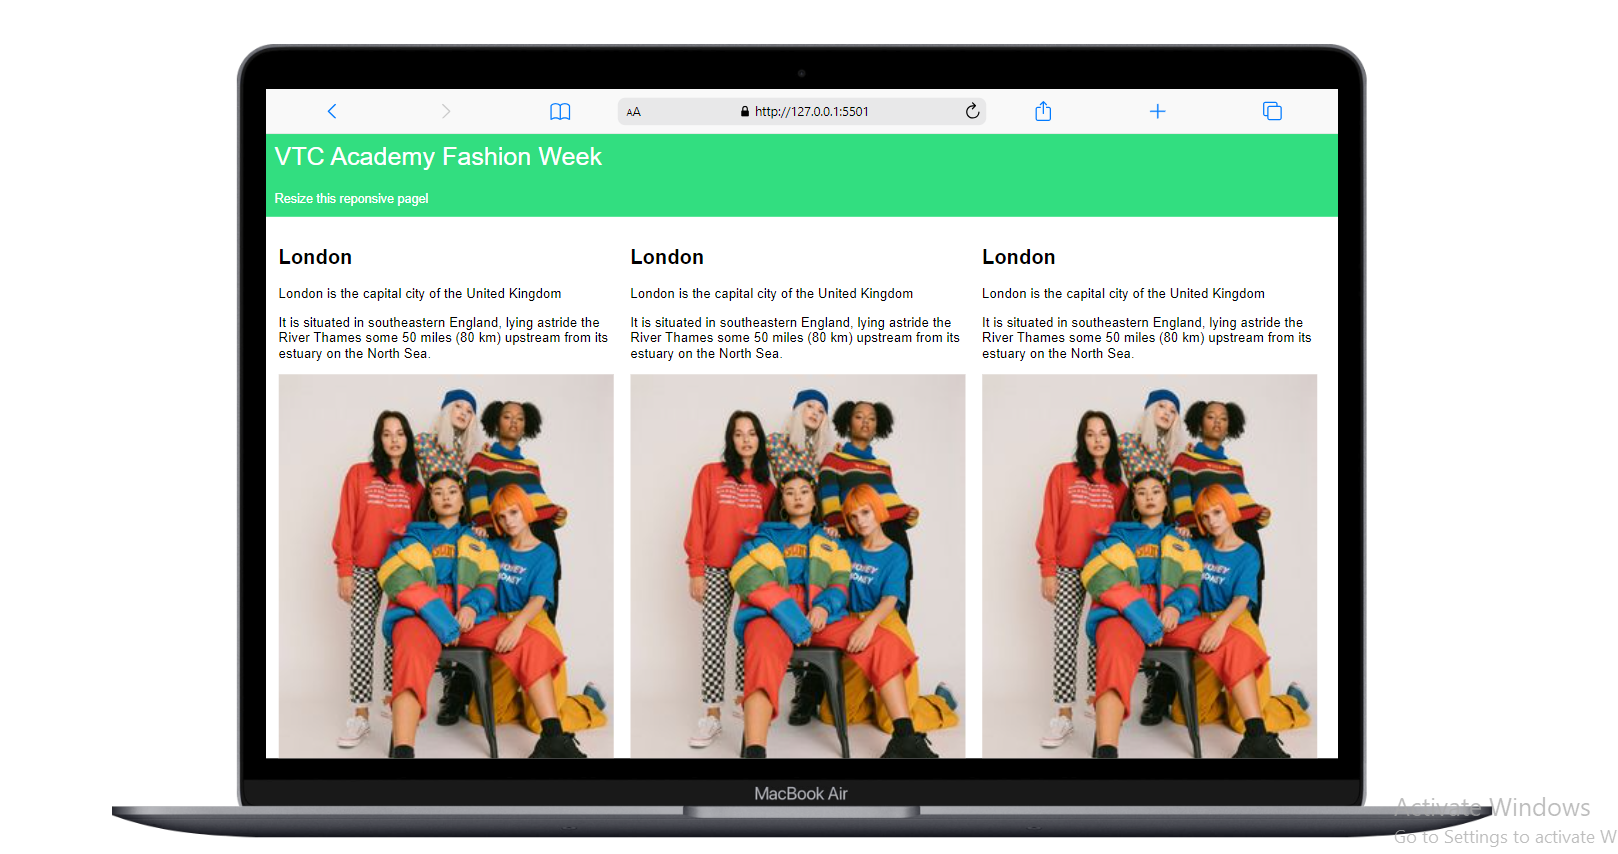 AA http://127.0.0.1:5501
VTC Academy Fashion Week
Resize this reponsive pagel
London
London is the capital city of the United Kingdom
It is situated in southeastern England, lying astride the
River Thames some 50 miles (80 km) upstream from its
estuary on the North Sea.
London
London is the capital city of the United Kingdom
It is situated in southeastern England, lying astride the
River Thames some 50 miles (80 km) upstream from its
estuary on the North Sea.
London
London is the capital city of the United Kingdom
It is situated in southeastern England, lying astride the
River Thames some 50 miles (80 km) upstream from its
estuary on the North Sea.
MacBook Air
Activate Windows
Go to Settings to activate W